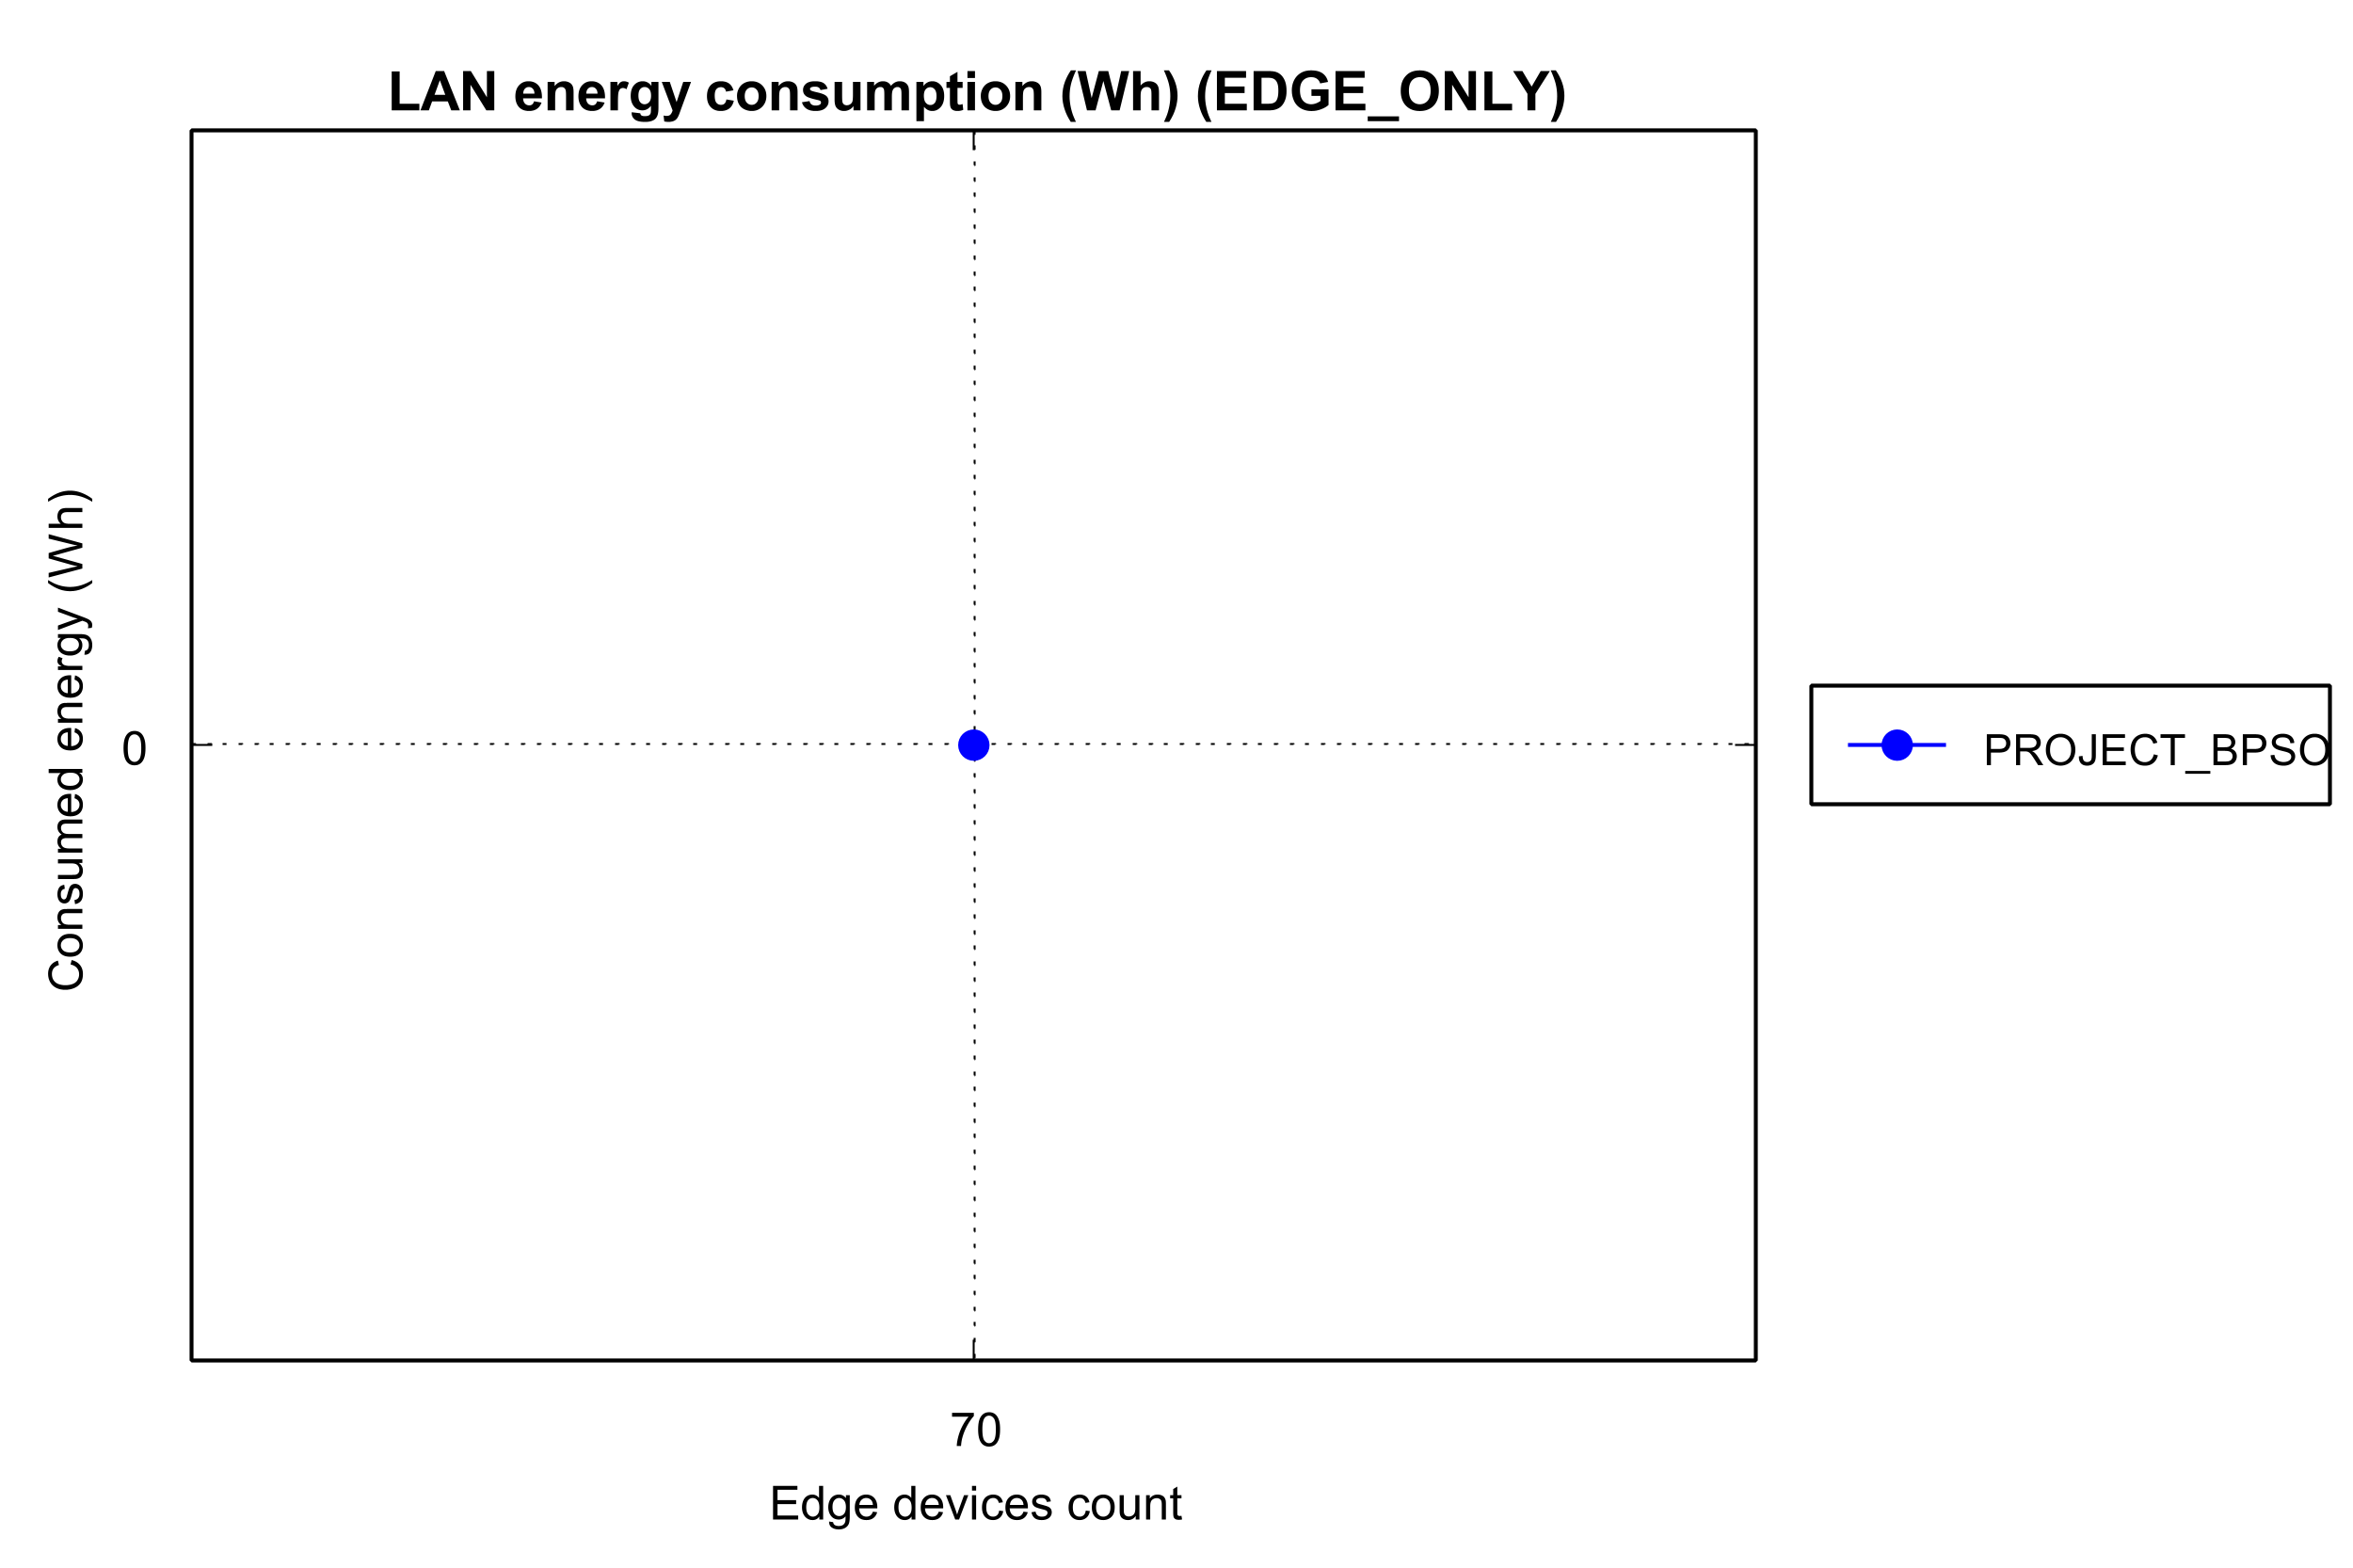 LAN energy consumption (Wh) (EDGE_ONLY)
Consumed energy (Wh)
0
PROJECT_BPSO
70
Edge devices count